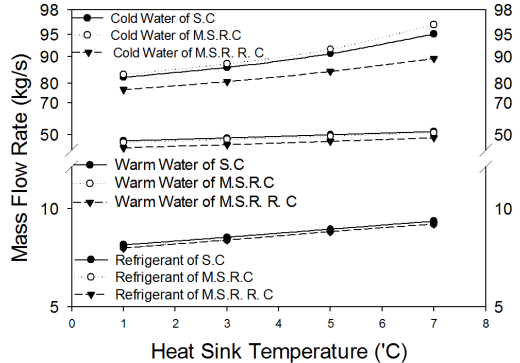 98 98
Cold Water of S.C
95 95
Cold Water of M.S.R.C
90 90
Cold Water of M.S.R. R. C
80 80
70 70
50 50
Warm Water of S.C
Warm Water of M.S.R.C
Warm Water of M.S.R. R. C
10 10
Refrigerant of S.C
Refrigerant of M.S.R.C
Refrigerant of M.S.R. R. C
5 5
0 1 2 3 4 5 6 7 8
Heat Sink Temperature ('C)
Mass Flow Rate (kg/s)